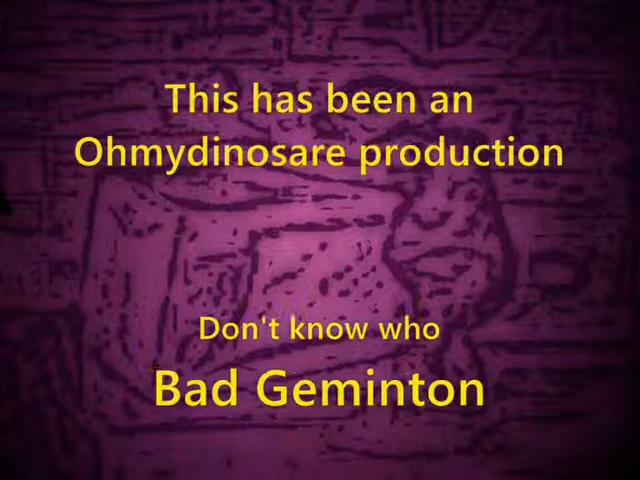 This has been an
Ohmydinosare production
Don't know who
Bad Geminton